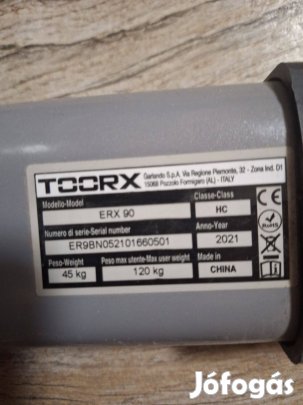 TOORX
Garlando S.p.A. Via Regione Piemonte, 32 - Zona Ind. D1
15068 Pozzolo Formigaro (AL) - ITALY
Modello-Model
Classe-Class
ERX 90
HC
Numero di serie-Serial number
Anno-Year
ER9BN052101660501
2021
Peso-Weight
Peso max utente-Max user weight
Made in
45 kg
120 kg
CHINA
CE
RoHS
Jófogás